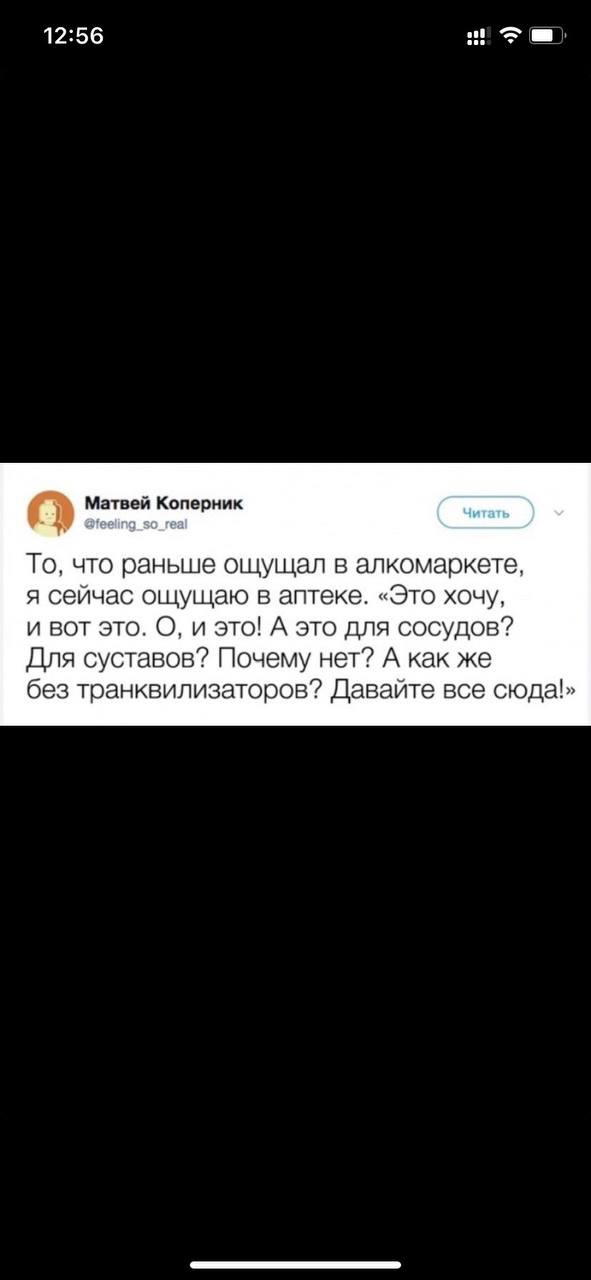 12:56
Матвей Коперник
@feeling_so_real
Читать
То, что раньше ощущал в алкомаркете,
я сейчас ощущаю в аптеке. «Это хочу,
и вот это. О, и это! А это для сосудов?
Для суставов? Почему нет? А как же
без транквилизаторов? Давайте все сюда!»